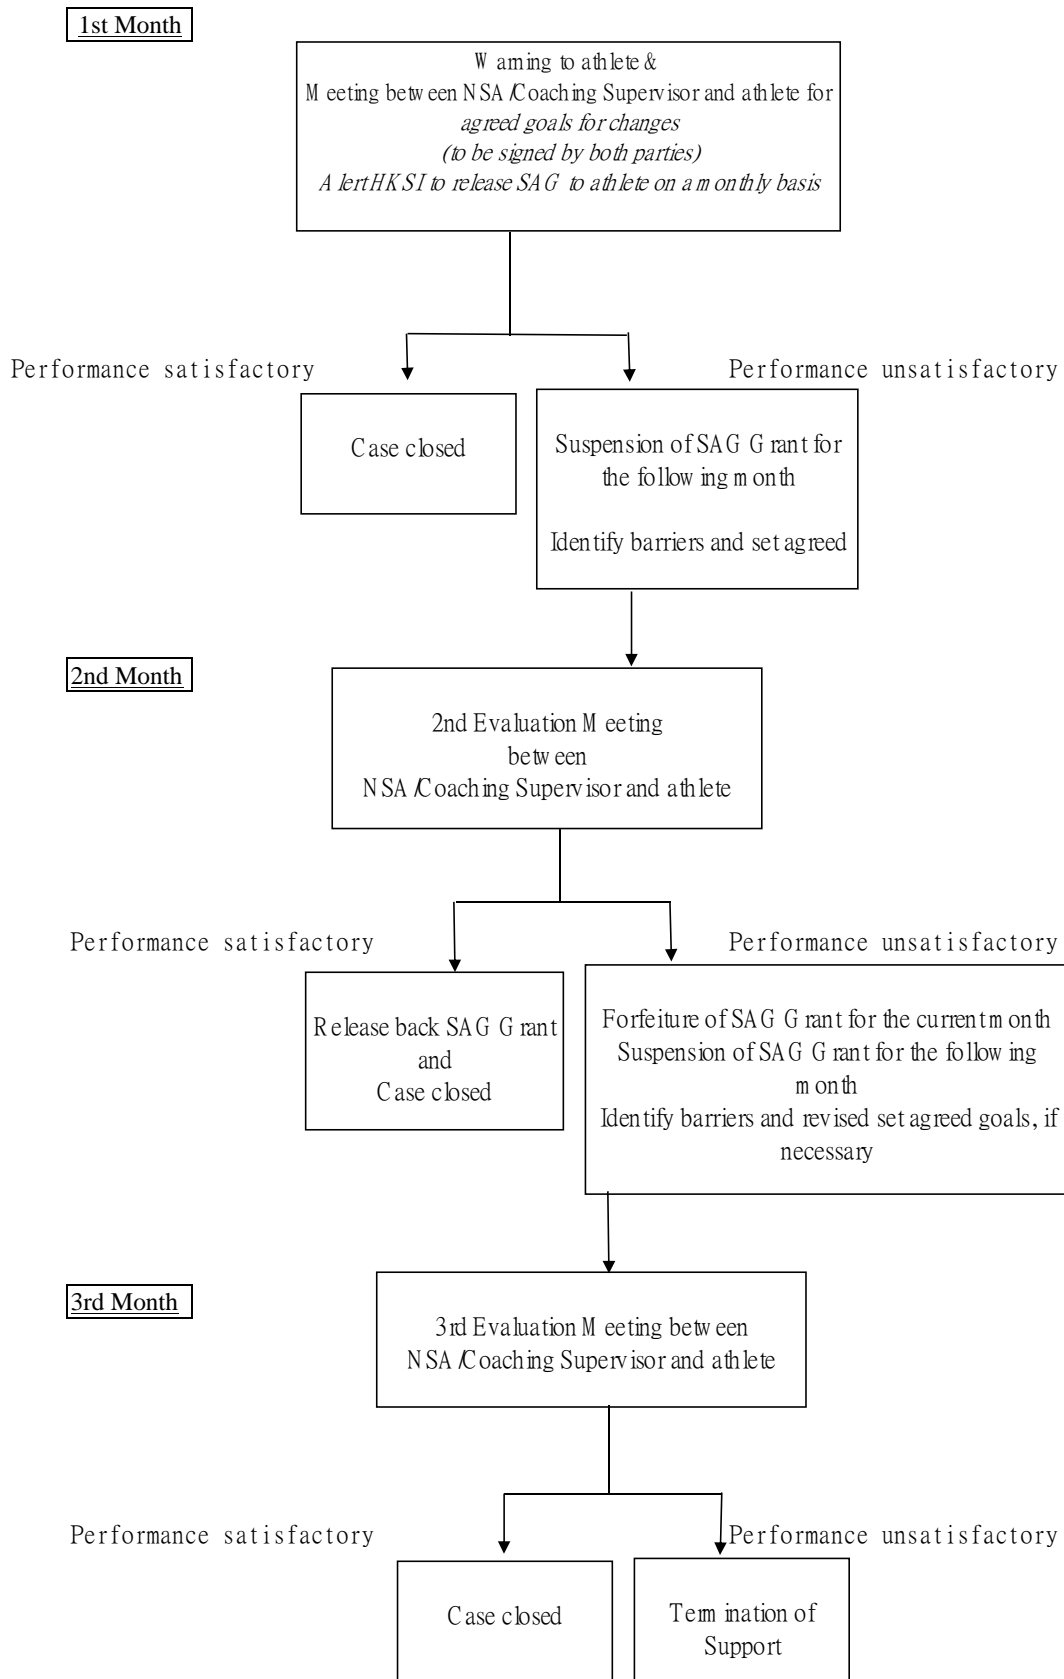 1st Month
Warning to athlete &
Meeting between NSA/Coaching Supervisor and athlete for
agreed goals for changes
(to be signed by both parties)
Alert HKSI to release SAG to athlete on a monthly basis
Performance satisfactory
Performance unsatisfactory
Case closed
Suspension of SAG Grant for
the following month
Identify barriers and set agreed
2nd Month
2nd Evaluation Meeting
between
NSA/Coaching Supervisor and athlete
Performance satisfactory
Performance unsatisfactory
Release back SAG Grant
and
Case closed
Forfeiture of SAG Grant for the current month
Suspension of SAG Grant for the following
month
Identify barriers and revised set agreed goals, if
necessary
3rd Month
3rd Evaluation Meeting between
NSA/Coaching Supervisor and athlete
Performance satisfactory
Performance unsatisfactory
Case closed
Termination of
Support